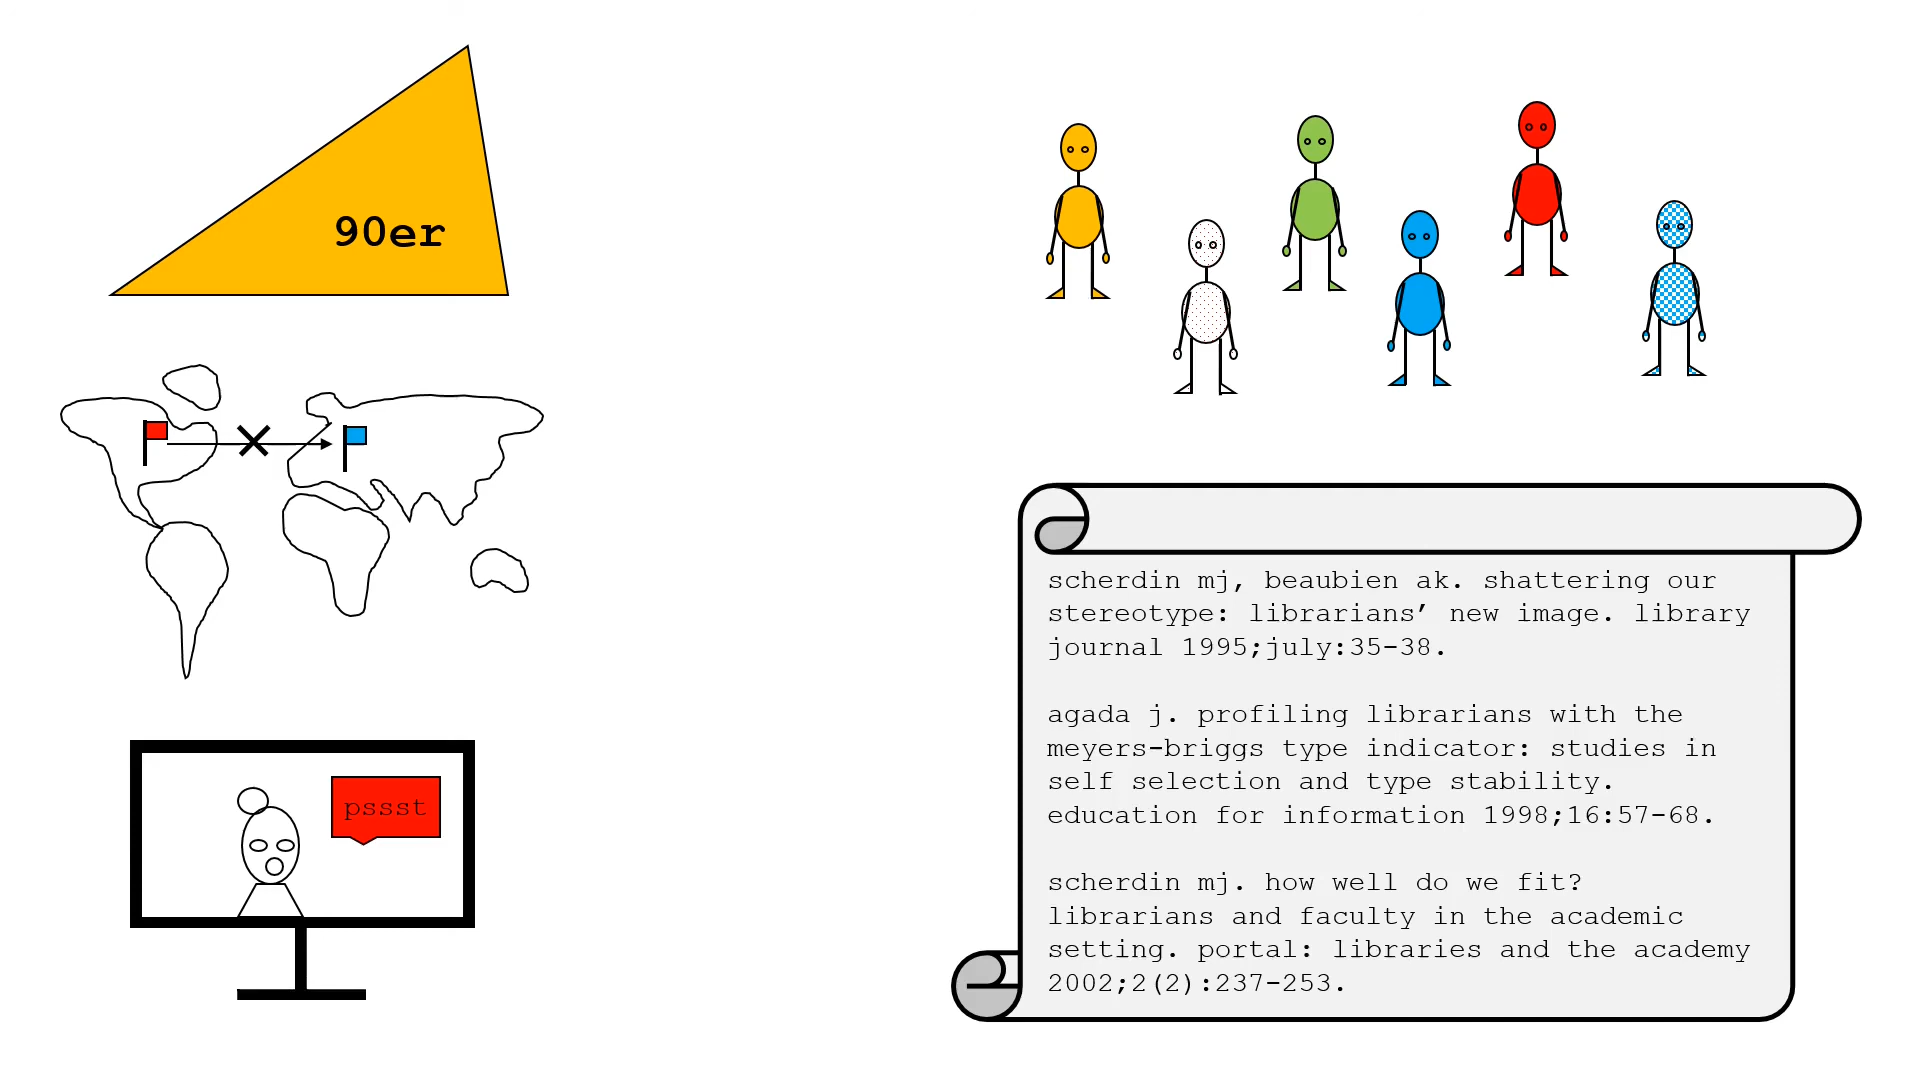 90er
pssst
scherdin mj, beaubien ak. shattering our
stereotype: librarians’ new image. library
journal 1995;july:35-38.
agada j. profiling librarians with the
meyers-briggs type indicator: studies in
self selection and type stability.
education for information 1998;16:57-68.
scherdin mj. how well do we fit?
librarians and faculty in the academic
setting. portal: libraries and the academy
2002;2(2):237-253.